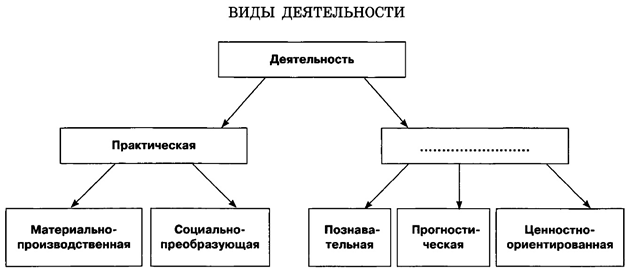 ВИДЫ ДЕЯТЕЛЬНОСТИ
Деятельность
Практическая
........................
Материально-
производственная
Социально-
преобразующая
Познава-
тельная
Прогности-
ческая
Ценностно-
ориентированная